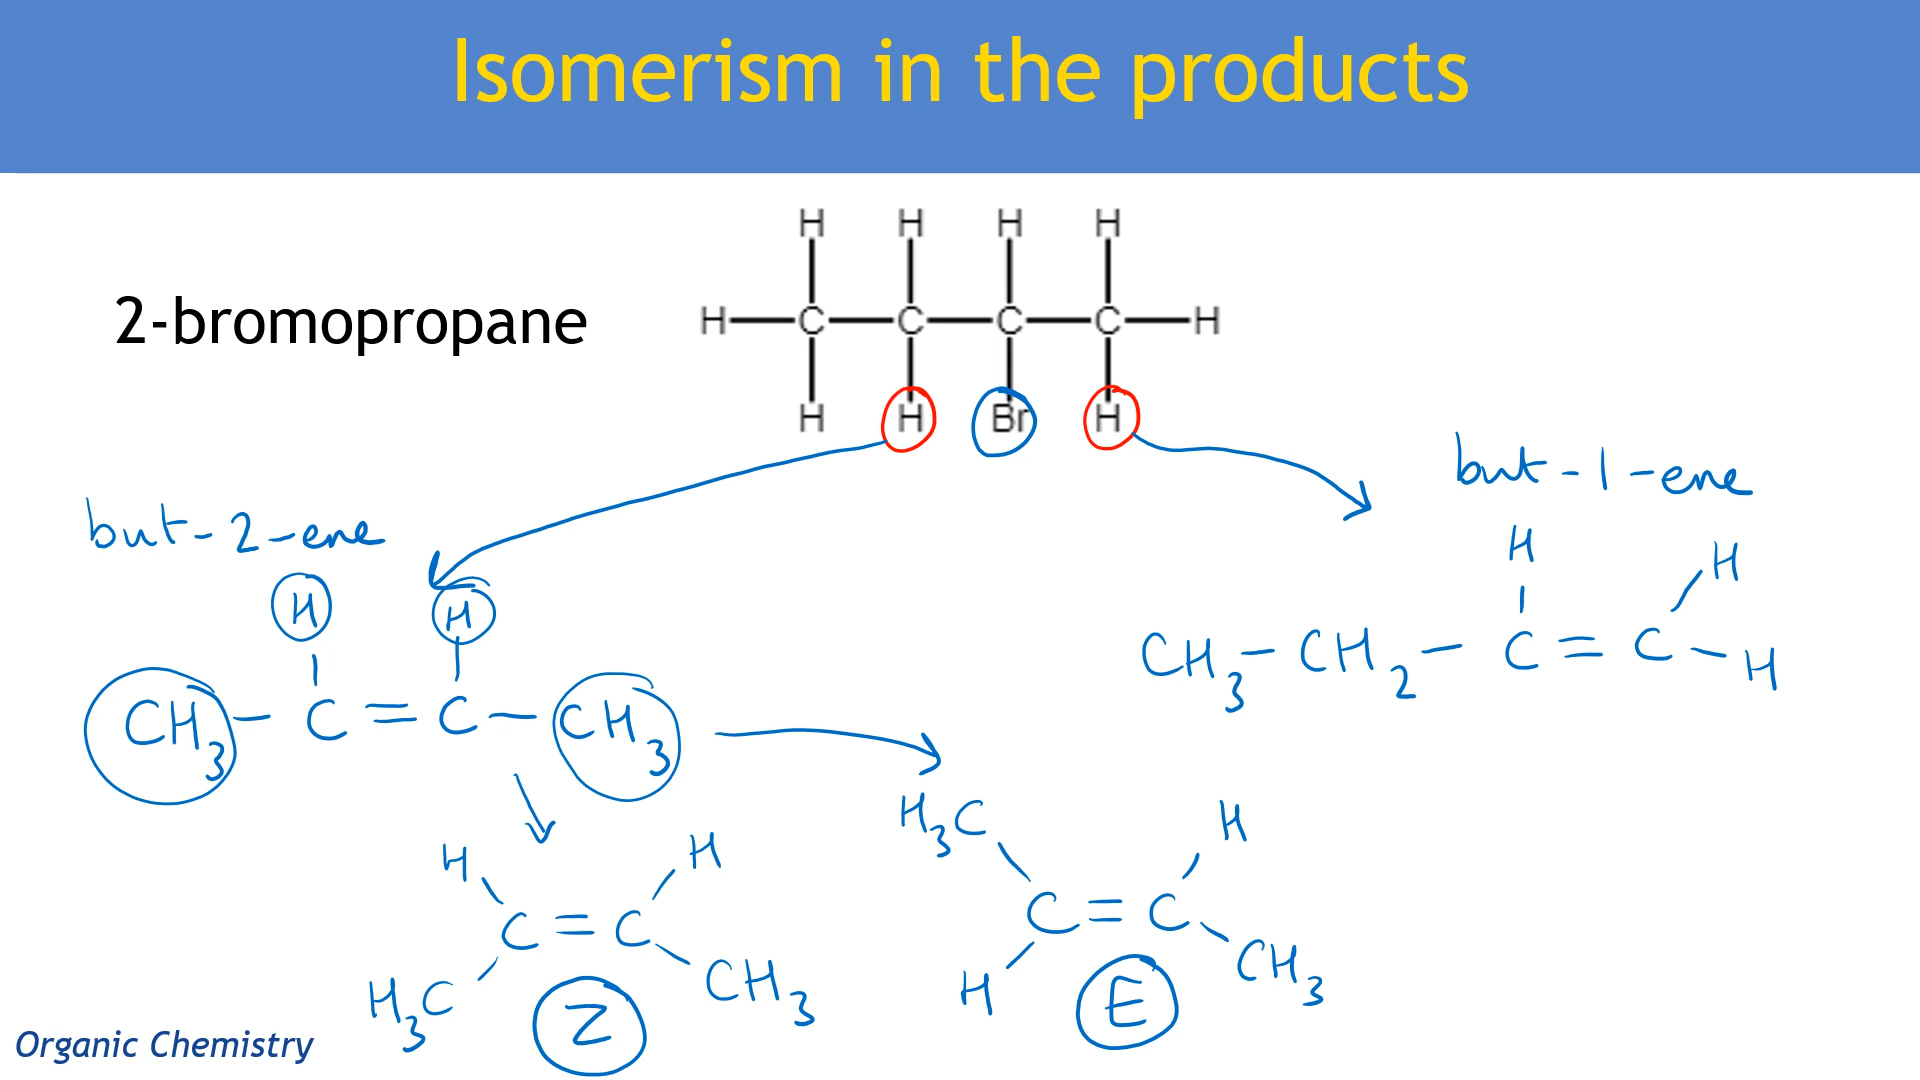 Isomerism in the products
H H H H
2-bromopropane
H C C C C H
H H Br H
but-1-ene
but-2-ene
H H
H H
CH3 - CH2 - C = C - H
CH3 - C = C - CH3
H3C H
H H
C = C
C = C
H3C CH3
H CH3
Z E
Organic Chemistry